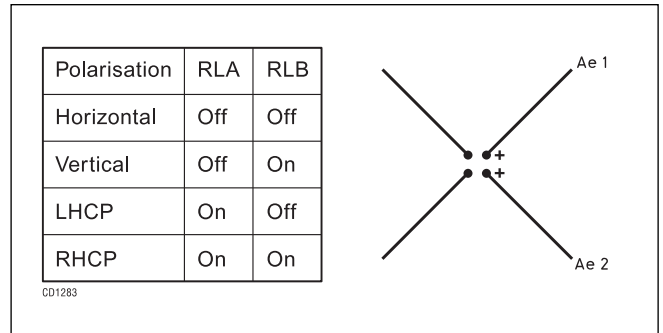 Polarisation RLA RLB
Horizontal Off Off
Vertical Off On
LHCP On Off
RHCP On On
CD1283
Ae 1
+
+
Ae 2